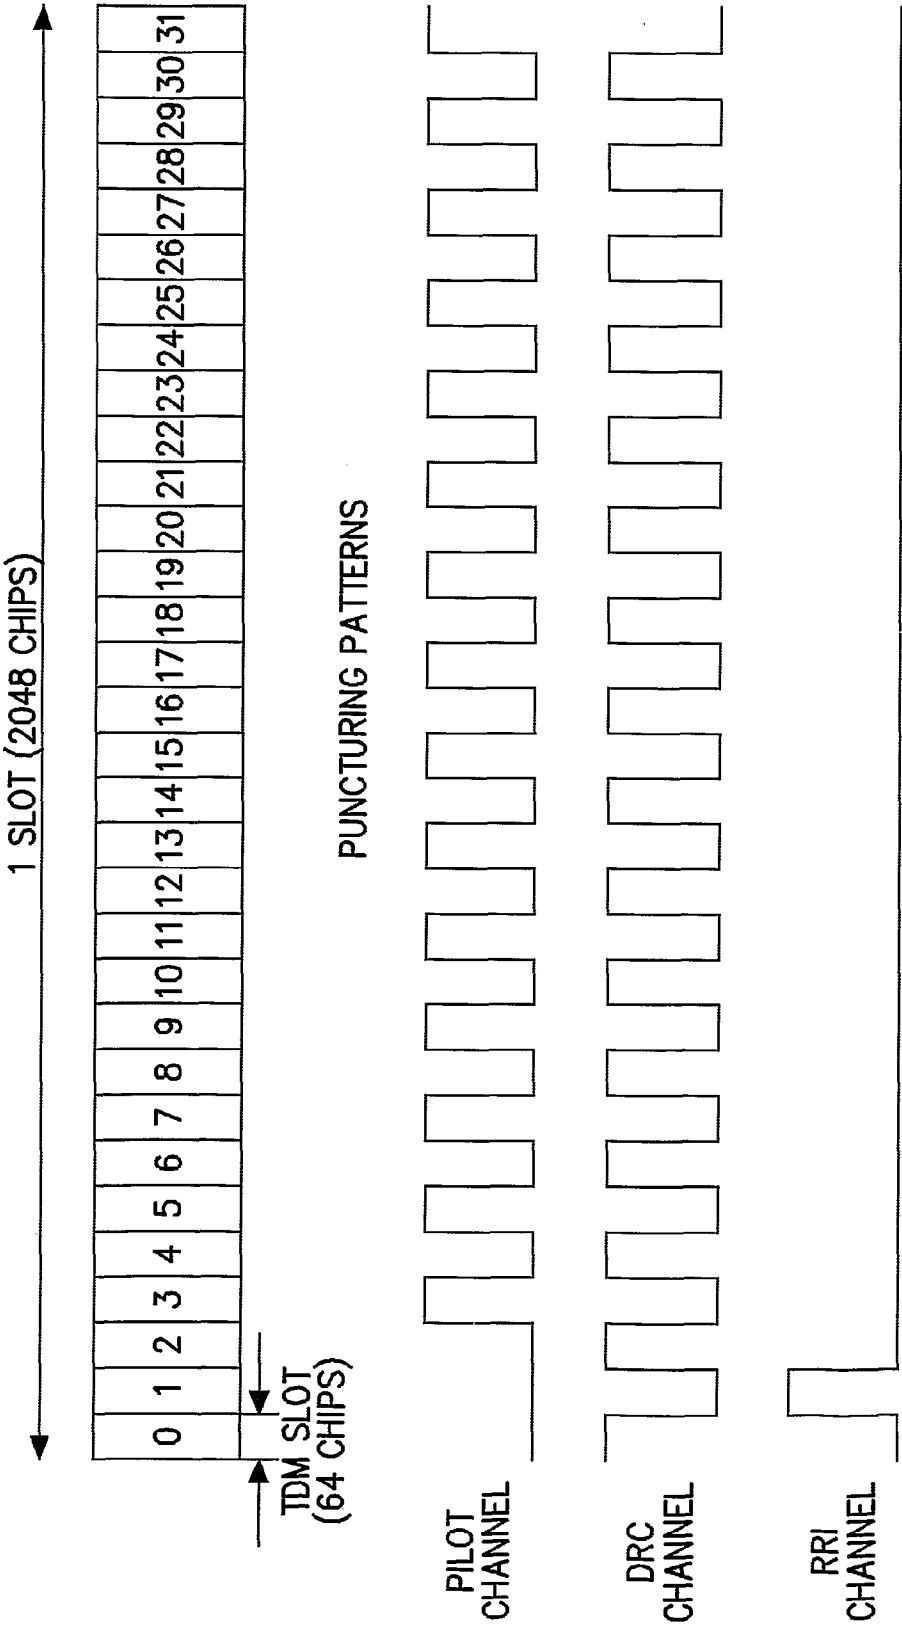 1 SLOT (2048 CHIPS)
0 1 2 3 4 5 6 7 8 9 10 11 12 13 14 15 16 17 18 19 20 21 22 23 24 25 26 27 28 29 30 31
TDM SLOT
(64 CHIPS)
PUNCTURING PATTERNS
PILOT
CHANNEL
DRC
CHANNEL
RRI
CHANNEL